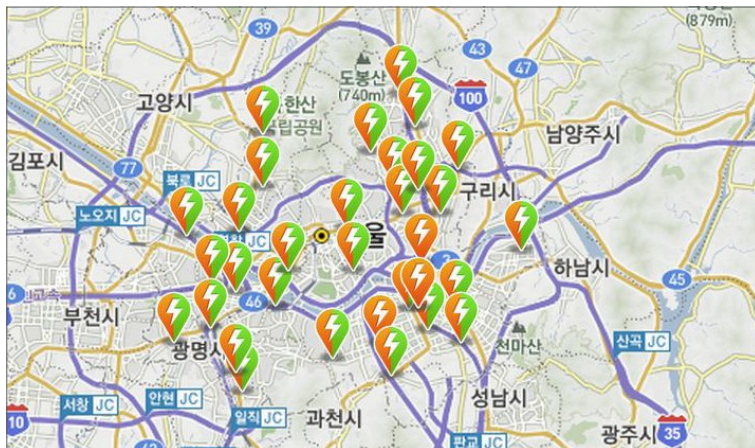 (879m)
39
43
47
도봉산
(740m)
100
고양시
한산
립공원
남양주시
김포시
77
북로 JC
구리시
노오지 JC
울
JC
하남시
45
6
46
부천시
광명시
천마산
산곡 JC
서창 JC
안현 JC
일직 JC
과천시
성남시
10
판교 JC
광주시
35